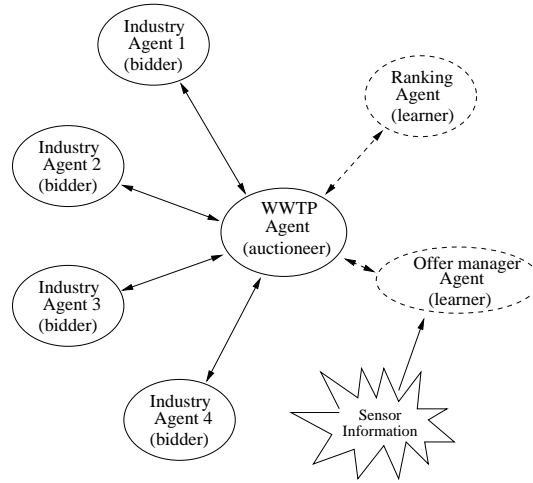 Industry
Agent 1
(bidder)
Ranking
Agent
(learner)
Industry
Agent 2
(bidder)
WWTP
Agent
(auctioneer)
Offer manager
Agent
(learner)
Industry
Agent 3
(bidder)
Industry
Agent 4
(bidder)
Sensor
Information